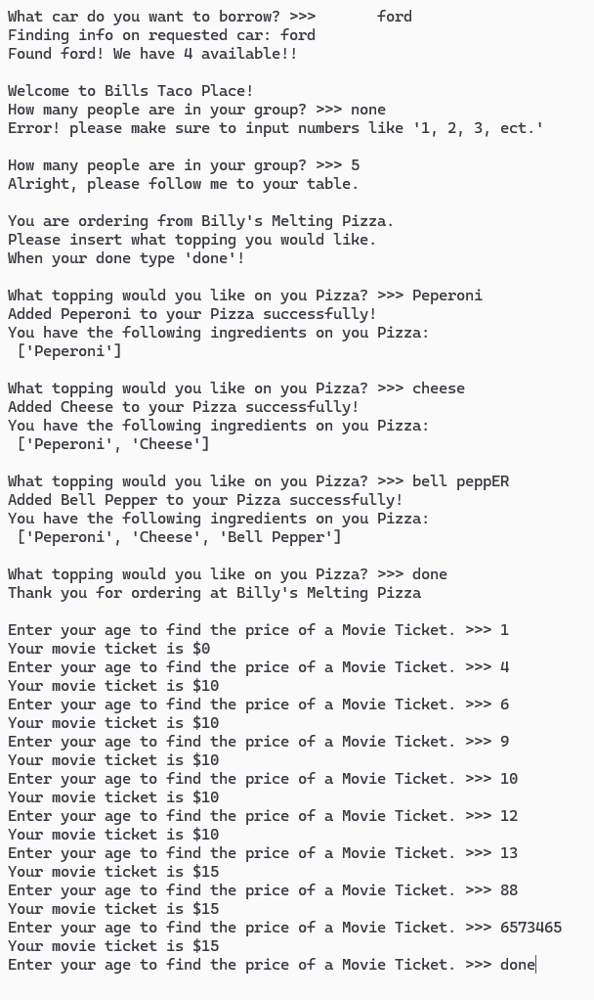 What car do you want to borrow? >>>       ford
Finding info on requested car: ford
Found ford! We have 4 available!!

Welcome to Bills Taco Place!
How many people are in your group? >>> none
Error! please make sure to input numbers like '1, 2, 3, ect.'

How many people are in your group? >>> 5
Alright, please follow me to your table.

You are ordering from Billy's Melting Pizza.
Please insert what topping you would like.
When your done type 'done'!

What topping would you like on you Pizza? >>> Peperoni
Added Peperoni to your Pizza successfully!
You have the following ingredients on you Pizza:
 ['Peperoni']

What topping would you like on you Pizza? >>> cheese
Added Cheese to your Pizza successfully!
You have the following ingredients on you Pizza:
 ['Peperoni', 'Cheese']

What topping would you like on you Pizza? >>> bell peppER
Added Bell Pepper to your Pizza successfully!
You have the following ingredients on you Pizza:
 ['Peperoni', 'Cheese', 'Bell Pepper']

What topping would you like on you Pizza? >>> done
Thank you for ordering at Billy's Melting Pizza

Enter your age to find the price of a Movie Ticket. >>> 1
Your movie ticket is $0
Enter your age to find the price of a Movie Ticket. >>> 4
Your movie ticket is $10
Enter your age to find the price of a Movie Ticket. >>> 6
Your movie ticket is $10
Enter your age to find the price of a Movie Ticket. >>> 9
Your movie ticket is $10
Enter your age to find the price of a Movie Ticket. >>> 10
Your movie ticket is $10
Enter your age to find the price of a Movie Ticket. >>> 12
Your movie ticket is $10
Enter your age to find the price of a Movie Ticket. >>> 13
Your movie ticket is $15
Enter your age to find the price of a Movie Ticket. >>> 88
Your movie ticket is $15
Enter your age to find the price of a Movie Ticket. >>> 6573465
Your movie ticket is $15
Enter your age to find the price of a Movie Ticket. >>> done